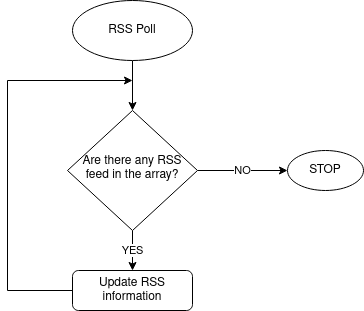 RSS Poll
Are there any RSS
feed in the array?
NO
STOP
YES
Update RSS
information